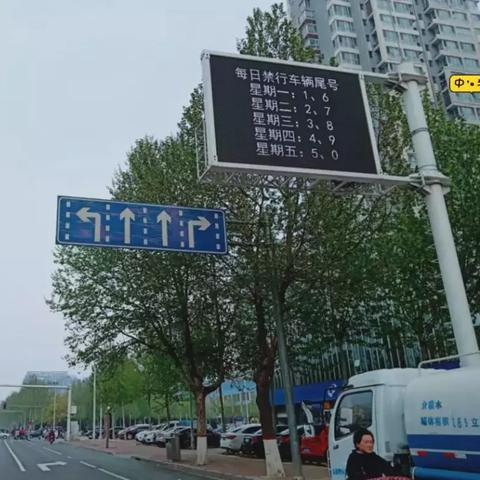 每日禁行车辆尾号
星期一：1、6
星期二：2、7
星期三：3、8
星期四：4、9
星期五：5、0
中